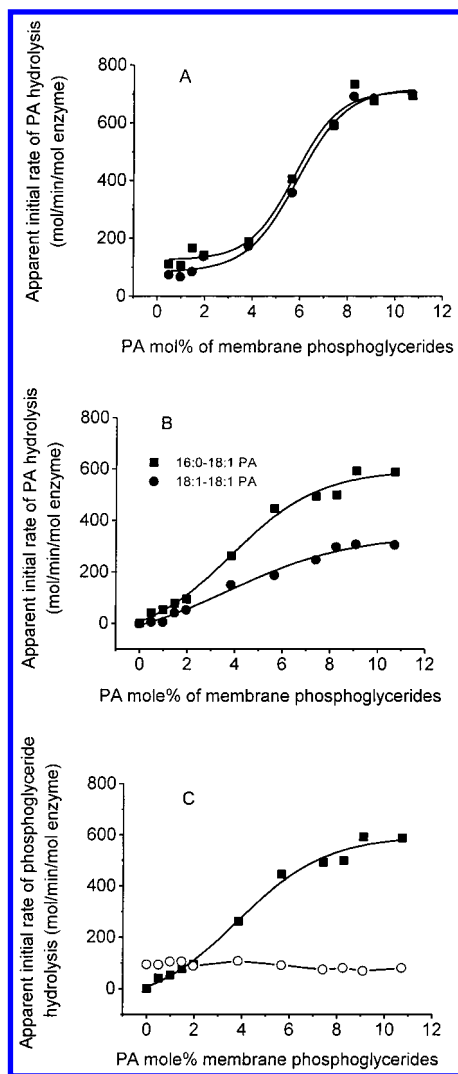 A
Apparent initial rate of PA hydrolysis
(mol/min/mol enzyme)
800
600
400
200
0
0 2 4 6 8 10 12
PA mol% of membrane phosphoglycerides
B
16:0-18:1 PA
18:1-18:1 PA
Apparent initial rate of PA hydrolysis
(mol/min/mol enzyme)
800
600
400
200
0
0 2 4 6 8 10 12
PA mole% of membrane phosphoglycerides
C
Apparent initial rate of phosphoglyceride
hydrolysis (mol/min/mol enzyme)
800
600
400
200
0
0 2 4 6 8 10 12
PA mole% membrane phosphoglycerides